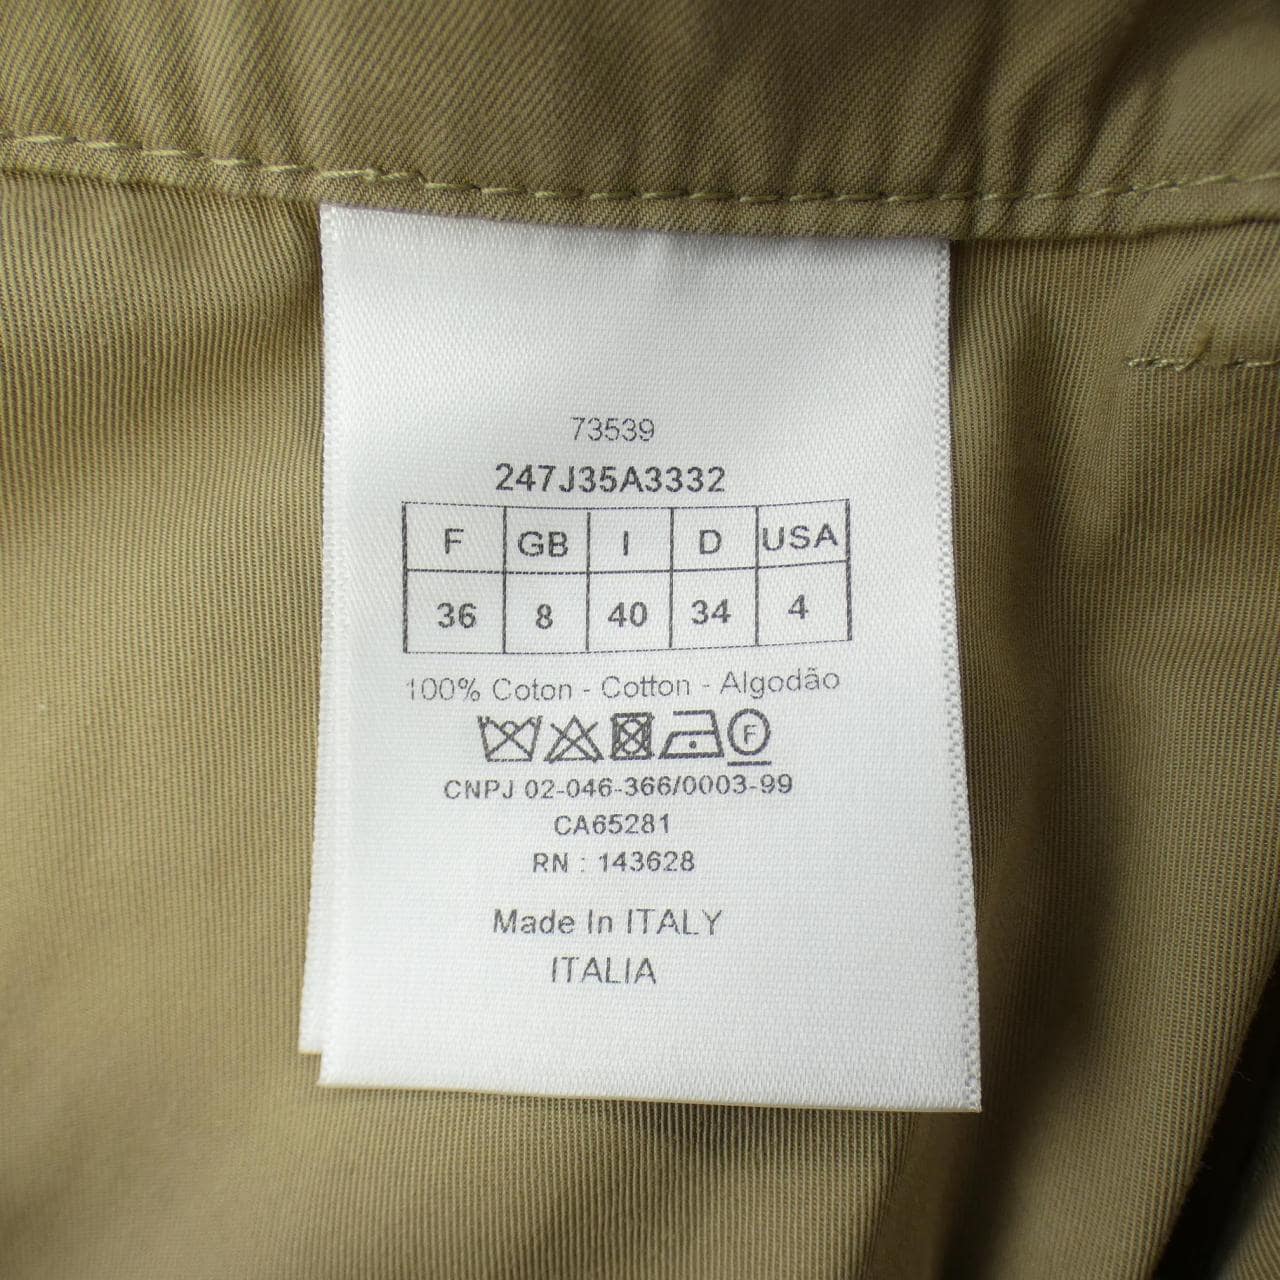 73539
247J35A3332
F GB I D USA
36 8 40 34 4
100% Coton - Cotton - Algodão
F
CNPJ 02-046-366/0003-99
CA65281
RN : 143628
Made In ITALY
ITALIA